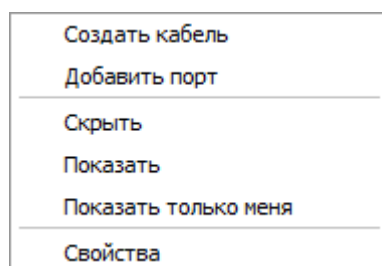 Создать кабель
Добавить порт
Скрыть
Показать
Показать только меня
Свойства